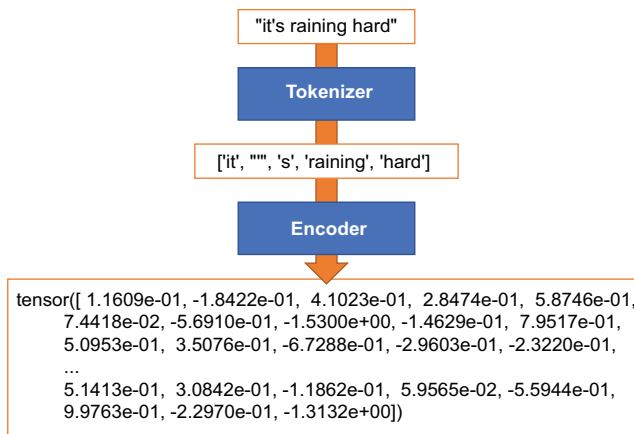 "it's raining hard"
Tokenizer
['it', "'", 's', 'raining', 'hard']
Encoder
tensor([ 1.1609e-01, -1.8422e-01, 4.1023e-01, 2.8474e-01, 5.8746e-01,
7.4418e-02, -5.6910e-01, -1.5300e+00, -1.4629e-01, 7.9517e-01,
5.0953e-01, 3.5076e-01, -6.7288e-01, -2.9603e-01, -2.3220e-01,
...
5.1413e-01, 3.0842e-01, -1.1862e-01, 5.9565e-02, -5.5944e-01,
9.9763e-01, -2.2970e-01, -1.3132e+00])